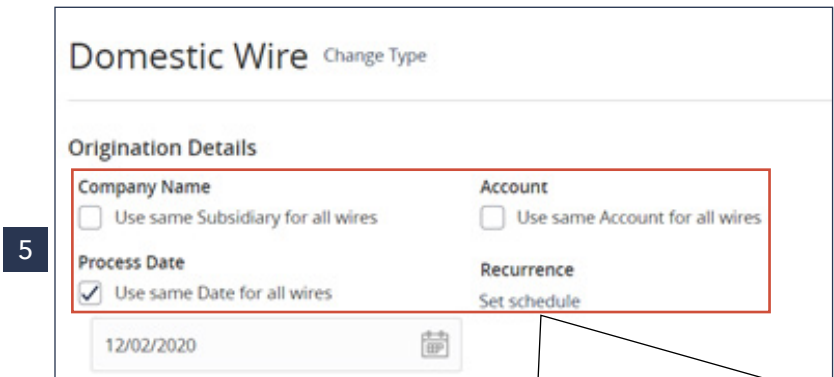 Domestic Wire Change Type
Origination Details
Company Name
Use same Subsidiary for all wires
Account
Use same Account for all wires
5
Process Date
Use same Date for all wires
Recurrence
Set schedule
12/02/2020